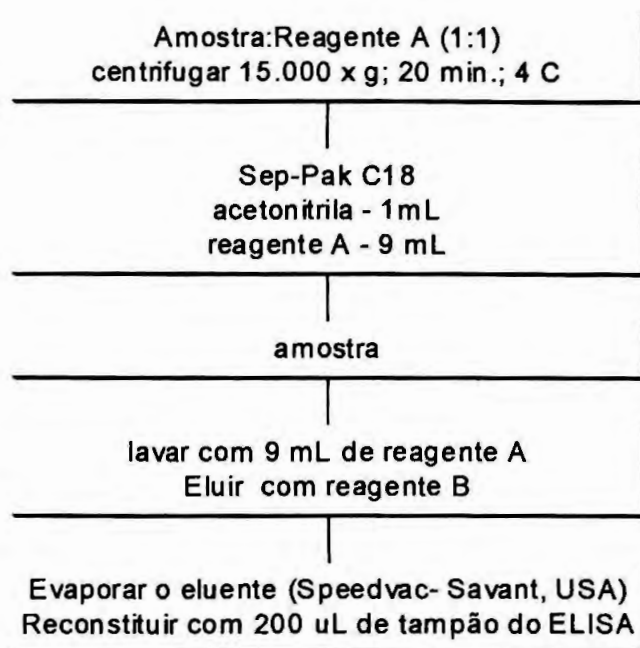 Amostra:Reagente A (1:1)
centrifugar 15.000 x g; 20 min.; 4 C
Sep-Pak C18
acetonitrila - 1mL
reagente A - 9 mL
amostra
lavar com 9 mL de reagente A
Eluir com reagente B
Evaporar o eluente (Speedvac- Savant, USA)
Reconstituir com 200 uL de tampão do ELISA